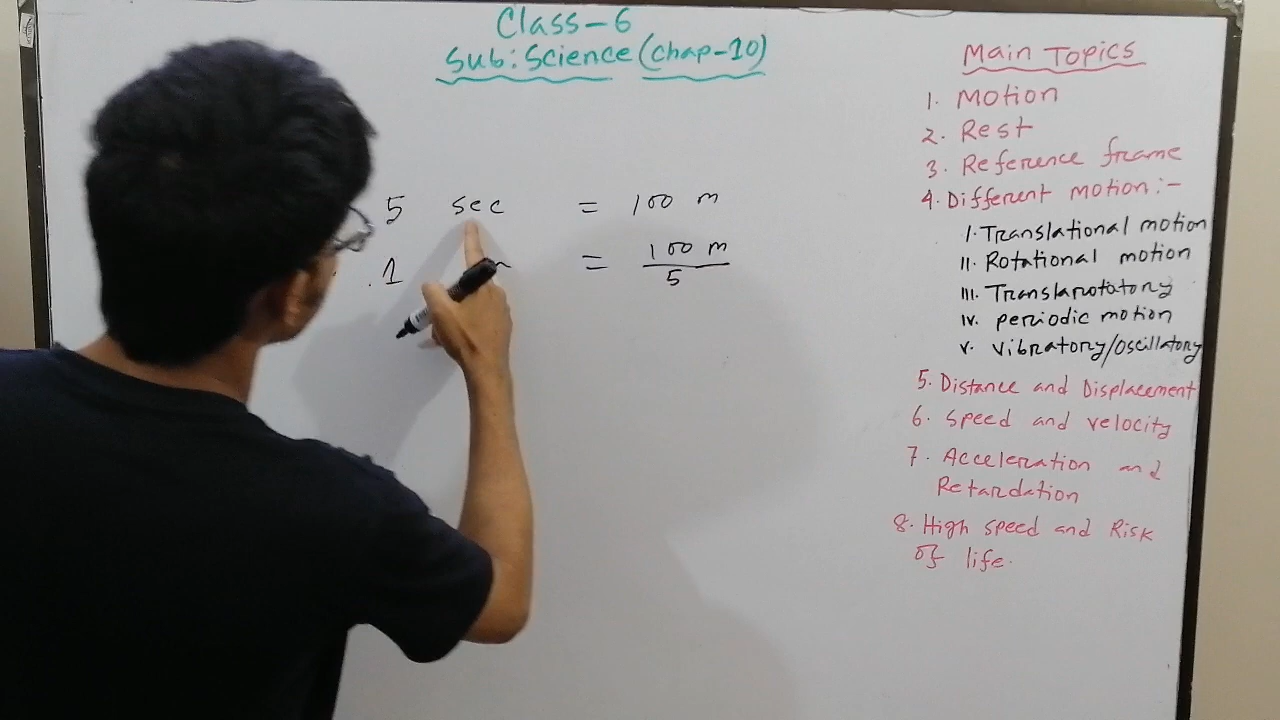 Class-6
Sub: Science (chap-10)
5 sec = 100 m
1 = 100 m
5
Main Topics
1. Motion
2. Rest
3. Reference frame
4. Different motion:-
I. Translational motion
II. Rotational motion
III. Translarotatory
IV. periodic motion
V. vibratory/oscillatory
5. Distance and Displacement
6. Speed and velocity
7. Acceleration and
Retardation
8. High speed and Risk
of life.